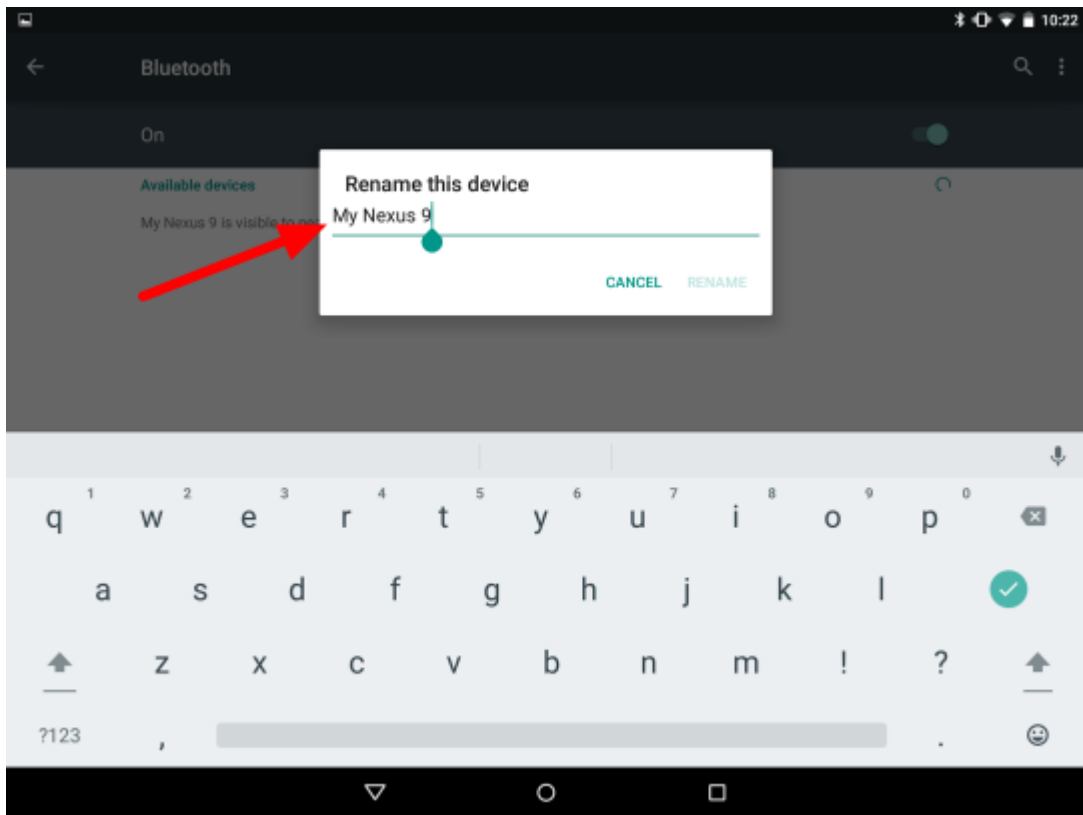 10:22
Bluetooth
On
Available devices
My Nexus 9 is visible to
Rename this device
My Nexus 9
CANCEL RENAME
1 2 3 4 5 6 7 8 9 0
q w e r t y u i o p
a s d f g h j k l
z x c v b n m ! ?
?123 , .